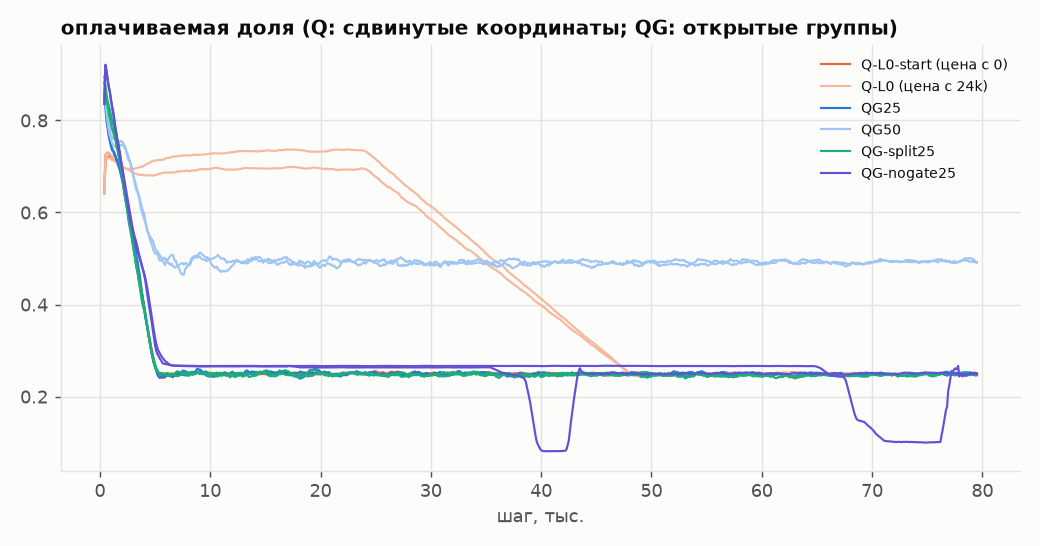 оплачиваемая доля (Q: сдвинутые координаты; QG: открытые группы)
Q-L0-start (цена с 0)
Q-L0 (цена с 24k)
QG25
QG50
QG-split25
QG-nogate25
0.8
0.6
0.4
0.2
0 10 20 30 40 50 60 70 80
шаг, тыс.